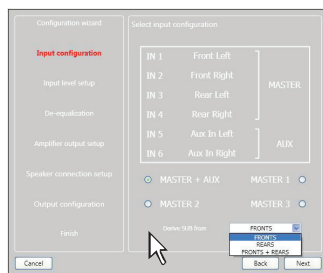 Configuration wizard
Input configuration
Input level setup
De-equalization
Amplifier output setup
Speaker connection setup
Output configuration
Finish
Cancel
Select input configuration
IN 1 Front Left
IN 2 Front Right
IN 3 Rear Left
IN 4 Rear Right
MASTER
IN 5 Aux In Left
IN 6 Aux In Right
AUX
MASTER + AUX
MASTER 1
MASTER 2
MASTER 3
Derive SUB from
FRONTS
FRONTS
REARS
FRONTS + REARS
Back
Next